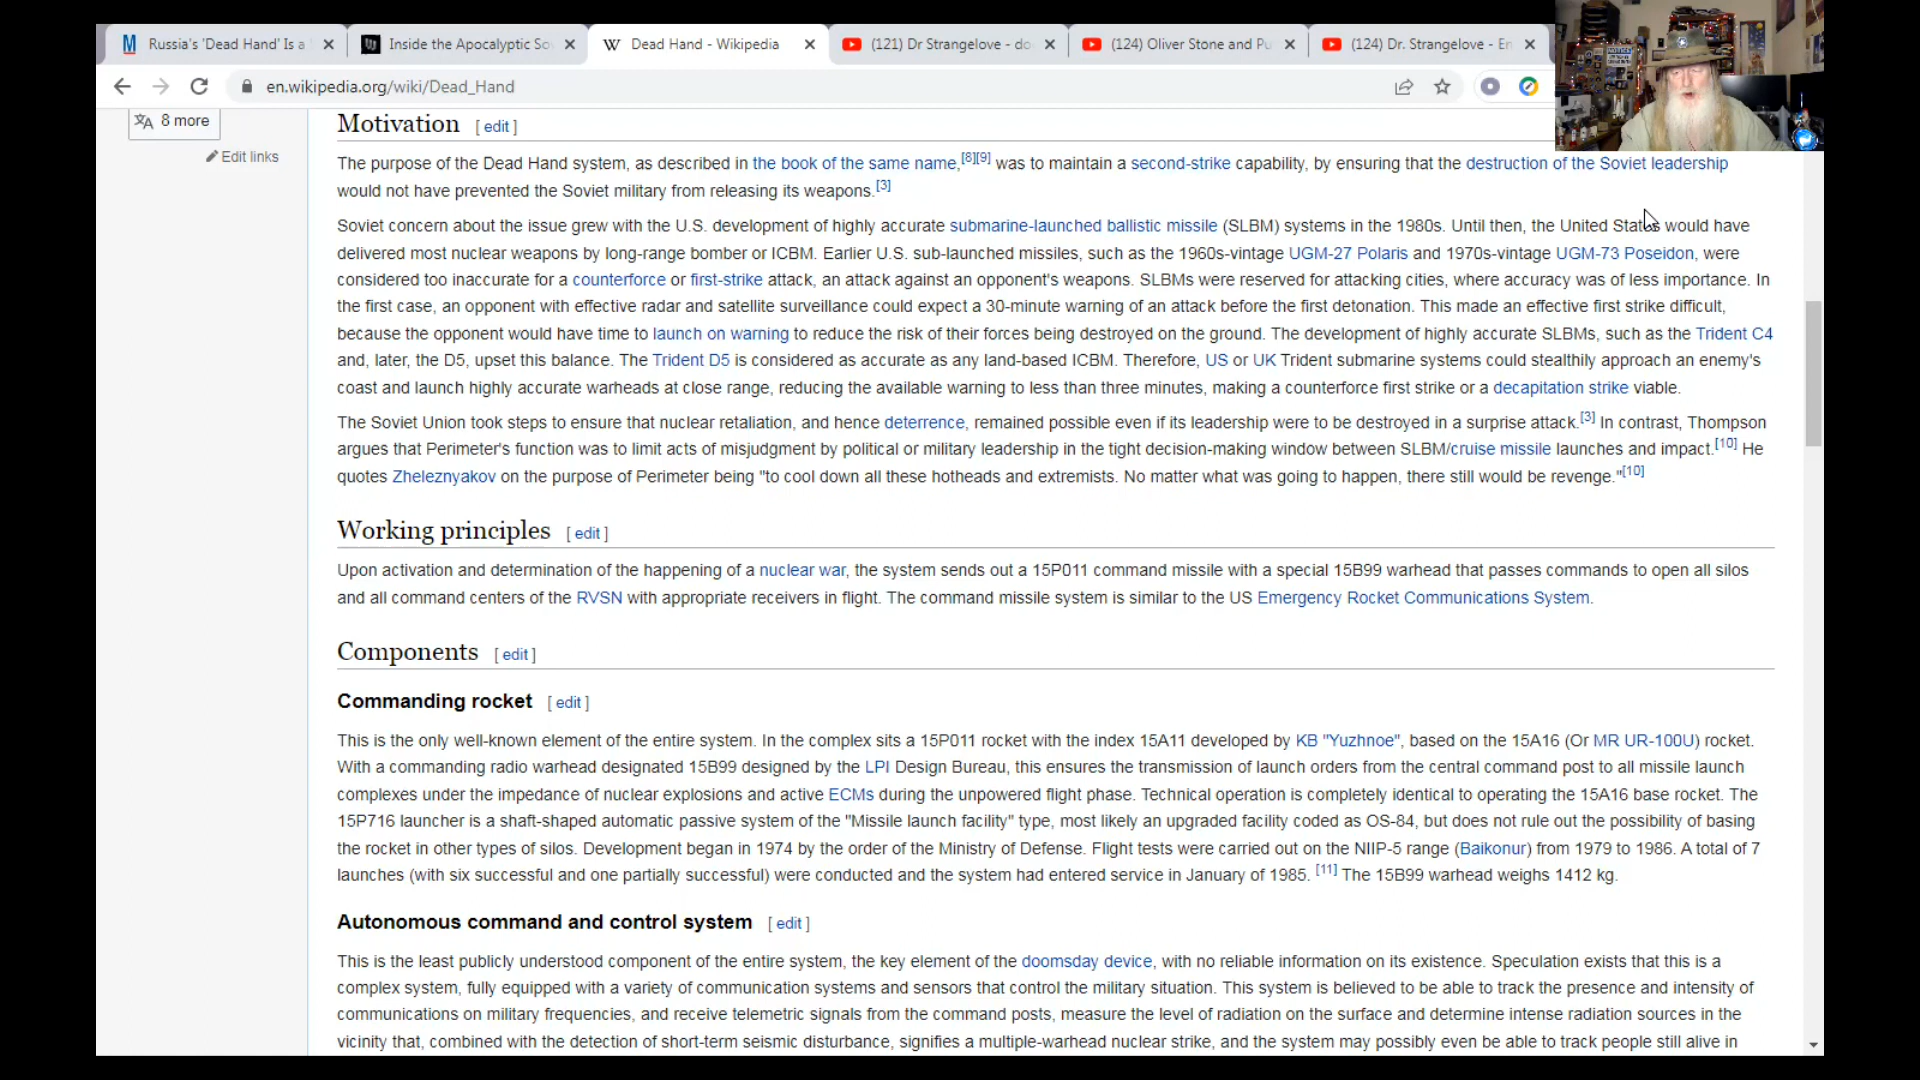 Russia's 'Dead Hand' Is a
Inside the Apocalyptic So
Dead Hand - Wikipedia
(121) Dr Strangelove - do
(124) Oliver Stone and Pu
(124) Dr. Strangelove - En
en.wikipedia.org/wiki/Dead_Hand
8 more
Edit links
Motivation [ edit ]
The purpose of the Dead Hand system, as described in the book of the same name,[8][9] was to maintain a second-strike capability, by ensuring that the destruction of the Soviet leadership
would not have prevented the Soviet military from releasing its weapons.[3]
Soviet concern about the issue grew with the U.S. development of highly accurate submarine-launched ballistic missile (SLBM) systems in the 1980s. Until then, the United States would have
delivered most nuclear weapons by long-range bomber or ICBM. Earlier U.S. sub-launched missiles, such as the 1960s-vintage UGM-27 Polaris and 1970s-vintage UGM-73 Poseidon, were
considered too inaccurate for a counterforce or first-strike attack, an attack against an opponent's weapons. SLBMs were reserved for attacking cities, where accuracy was of less importance. In
the first case, an opponent with effective radar and satellite surveillance could expect a 30-minute warning of an attack before the first detonation. This made an effective first strike difficult,
because the opponent would have time to launch on warning to reduce the risk of their forces being destroyed on the ground. The development of highly accurate SLBMs, such as the Trident C4
and, later, the D5, upset this balance. The Trident D5 is considered as accurate as any land-based ICBM. Therefore, US or UK Trident submarine systems could stealthily approach an enemy's
coast and launch highly accurate warheads at close range, reducing the available warning to less than three minutes, making a counterforce first strike or a decapitation strike viable.
The Soviet Union took steps to ensure that nuclear retaliation, and hence deterrence, remained possible even if its leadership were to be destroyed in a surprise attack.[3] In contrast, Thompson
argues that Perimeter's function was to limit acts of misjudgment by political or military leadership in the tight decision-making window between SLBM/cruise missile launches and impact.[10] He
quotes Zheleznyakov on the purpose of Perimeter being "to cool down all these hotheads and extremists. No matter what was going to happen, there still would be revenge."[10]
Working principles [ edit ]
Upon activation and determination of the happening of a nuclear war, the system sends out a 15P011 command missile with a special 15B99 warhead that passes commands to open all silos
and all command centers of the RVSN with appropriate receivers in flight. The command missile system is similar to the US Emergency Rocket Communications System.
Components [ edit ]
Commanding rocket [ edit ]
This is the only well-known element of the entire system. In the complex sits a 15P011 rocket with the index 15A11 developed by KB "Yuzhnoe", based on the 15A16 (Or MR UR-100U) rocket.
With a commanding radio warhead designated 15B99 designed by the LPI Design Bureau, this ensures the transmission of launch orders from the central command post to all missile launch
complexes under the impedance of nuclear explosions and active ECMs during the unpowered flight phase. Technical operation is completely identical to operating the 15A16 base rocket. The
15P716 launcher is a shaft-shaped automatic passive system of the "Missile launch facility" type, most likely an upgraded facility coded as OS-84, but does not rule out the possibility of basing
the rocket in other types of silos. Development began in 1974 by the order of the Ministry of Defense. Flight tests were carried out on the NIIP-5 range (Baikonur) from 1979 to 1986. A total of 7
launches (with six successful and one partially successful) were conducted and the system had entered service in January of 1985. [11] The 15B99 warhead weighs 1412 kg.
Autonomous command and control system [ edit ]
This is the least publicly understood component of the entire system, the key element of the doomsday device, with no reliable information on its existence. Speculation exists that this is a
complex system, fully equipped with a variety of communication systems and sensors that control the military situation. This system is believed to be able to track the presence and intensity of
communications on military frequencies, and receive telemetric signals from the command posts, measure the level of radiation on the surface and determine intense radiation sources in the
vicinity that, combined with the detection of short-term seismic disturbance, signifies a multiple-warhead nuclear strike, and the system may possibly even be able to track people still alive in